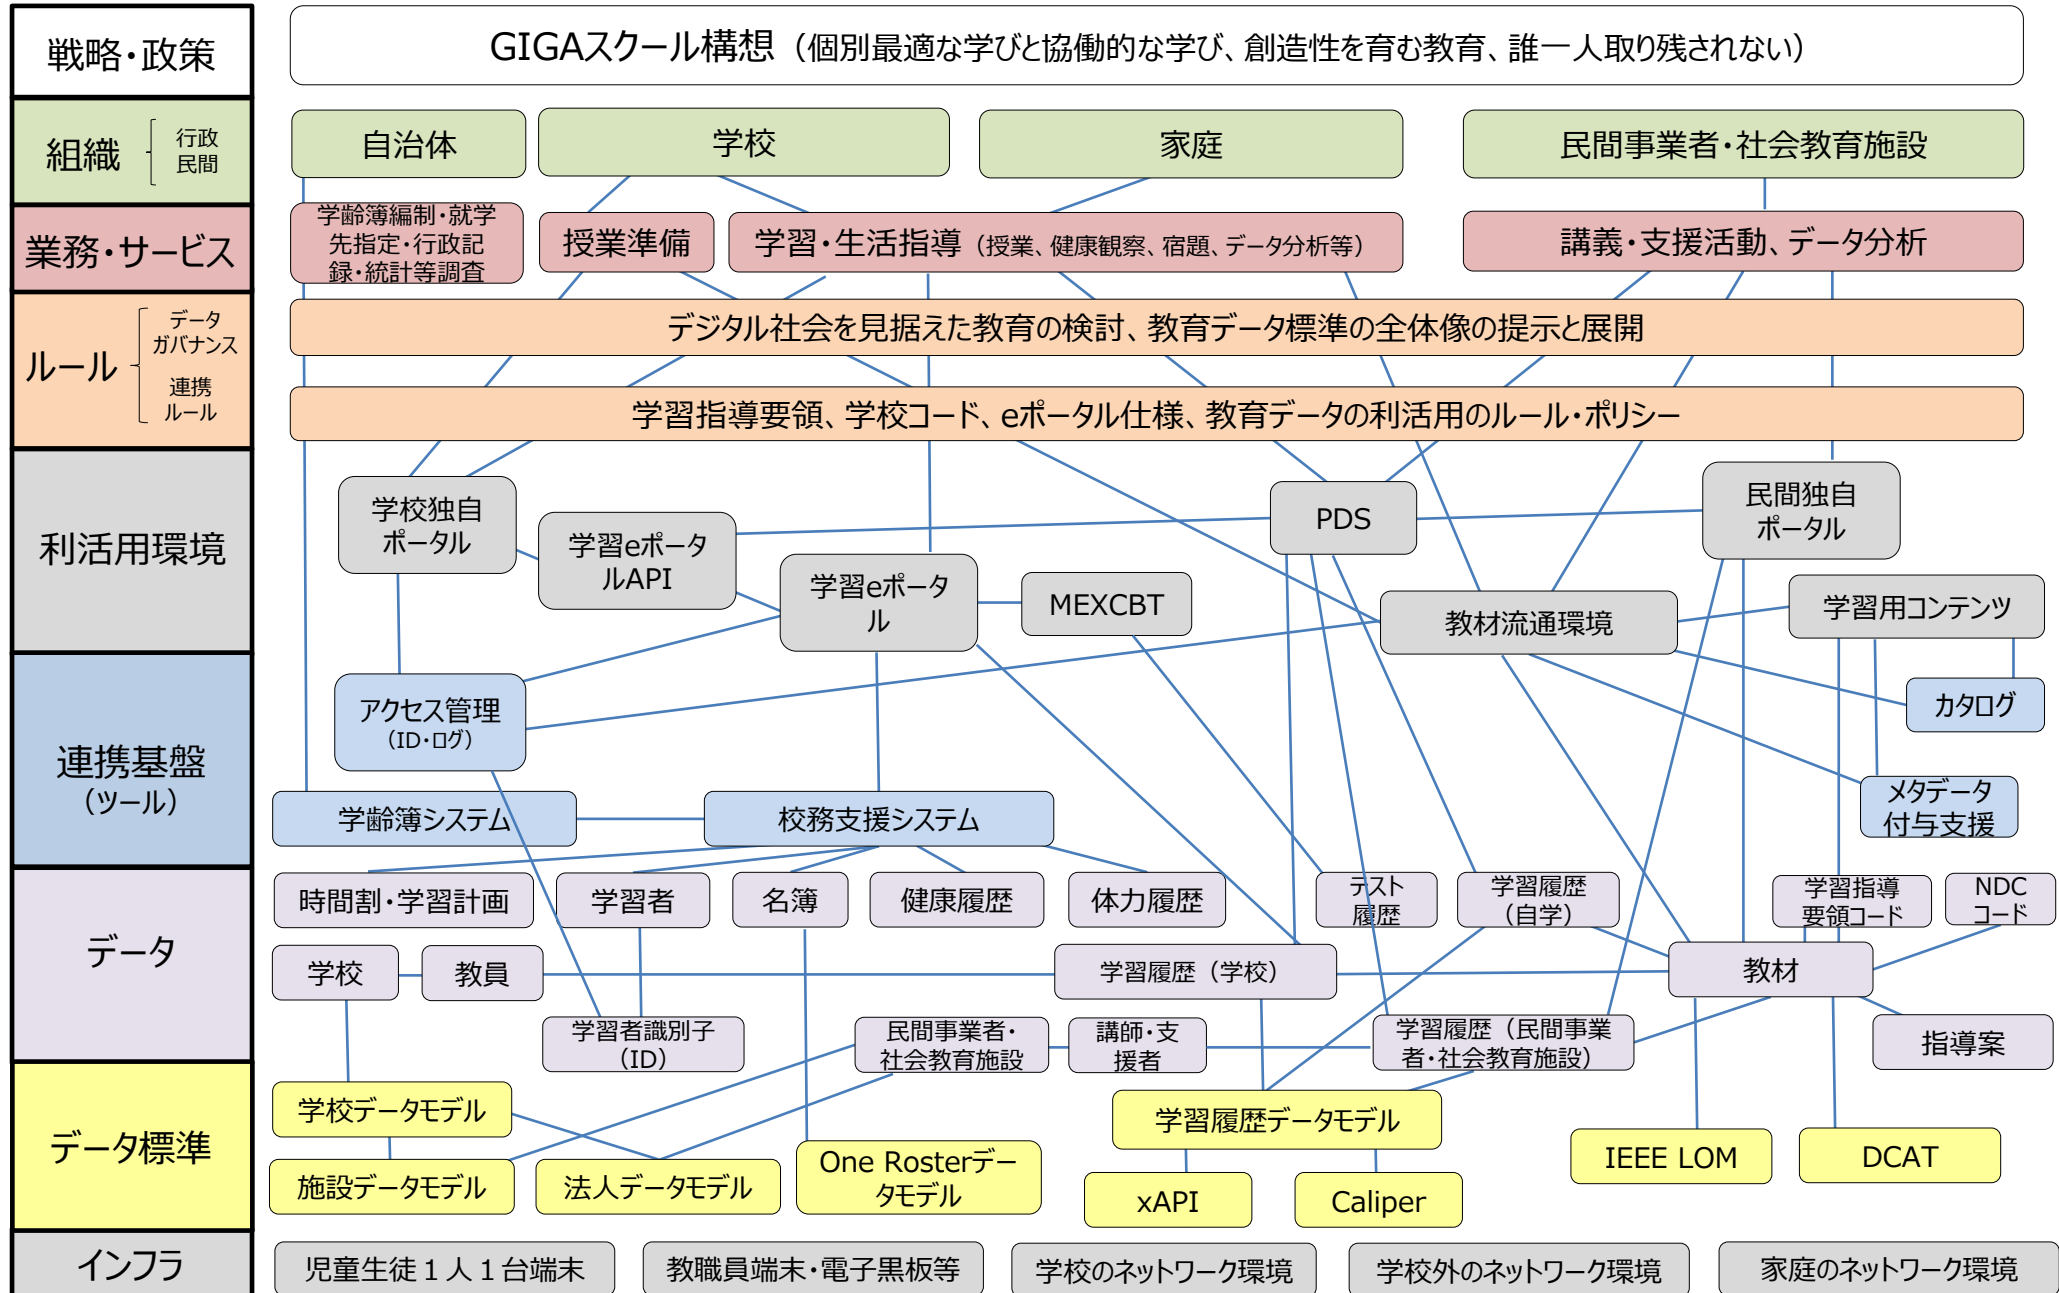 戦略・政策
GIGAスクール構想（個別最適な学びと協働的な学び、創造性を育む教育、誰一人取り残されない）
組織
行政
民間
自治体
学校
家庭
民間事業者・社会教育施設
業務・サービス
学齢簿編制・就学
先指定・行政記
録・統計等調査
授業準備
学習・生活指導（授業、健康観察、宿題、データ分析等）
講義・支援活動、データ分析
ルール
データ
ガバナンス
連携
ルール
デジタル社会を見据えた教育の検討、教育データ標準の全体像の提示と展開
学習指導要領、学校コード、eポータル仕様、教育データの利活用のルール・ポリシー
利活用環境
学校独自
ポータル
学習eポータ
ルAPI
学習eポータ
ル
MEXCBT
PDS
教材流通環境
民間独自
ポータル
学習用コンテンツ
連携基盤
（ツール）
アクセス管理
（ID・ログ）
カタログ
メタデータ
付与支援
学齢簿システム
校務支援システム
データ
時間割・学習計画
学習者
名簿
健康履歴
体力履歴
テスト
履歴
学習履歴
（自学）
学習指導
要領コード
NDC
コード
学校
教員
学習履歴（学校）
教材
学習者識別子
（ID）
民間事業者・
社会教育施設
講師・支
援者
学習履歴（民間事業
者・社会教育施設）
指導案
データ標準
学校データモデル
学習履歴データモデル
施設データモデル
法人データモデル
One Rosterデー
タモデル
xAPI
Caliper
IEEE LOM
DCAT
インフラ
児童生徒１人１台端末
教職員端末・電子黒板等
学校のネットワーク環境
学校外のネットワーク環境
家庭のネットワーク環境